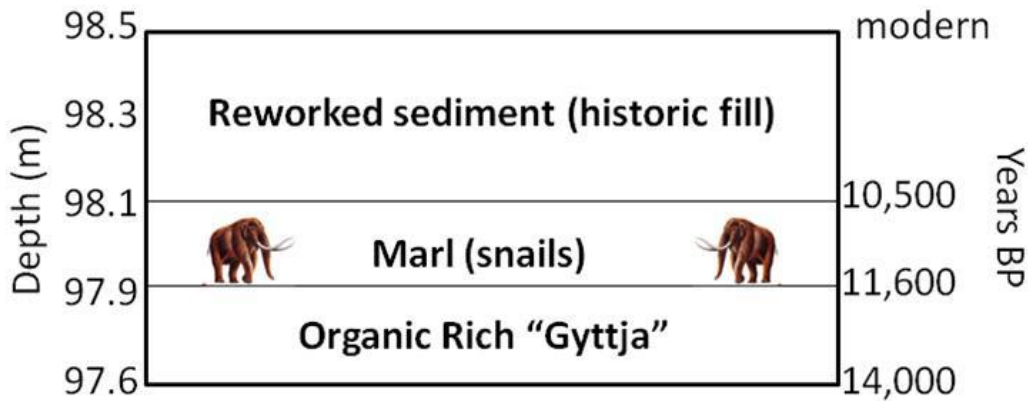 98.5
modern
Reworked sediment (historic fill)
98.3
98.1
10,500
Depth (m)
Years BP
Marl (snails)
97.9
11,600
Organic Rich “Gyttja”
97.6
14,000